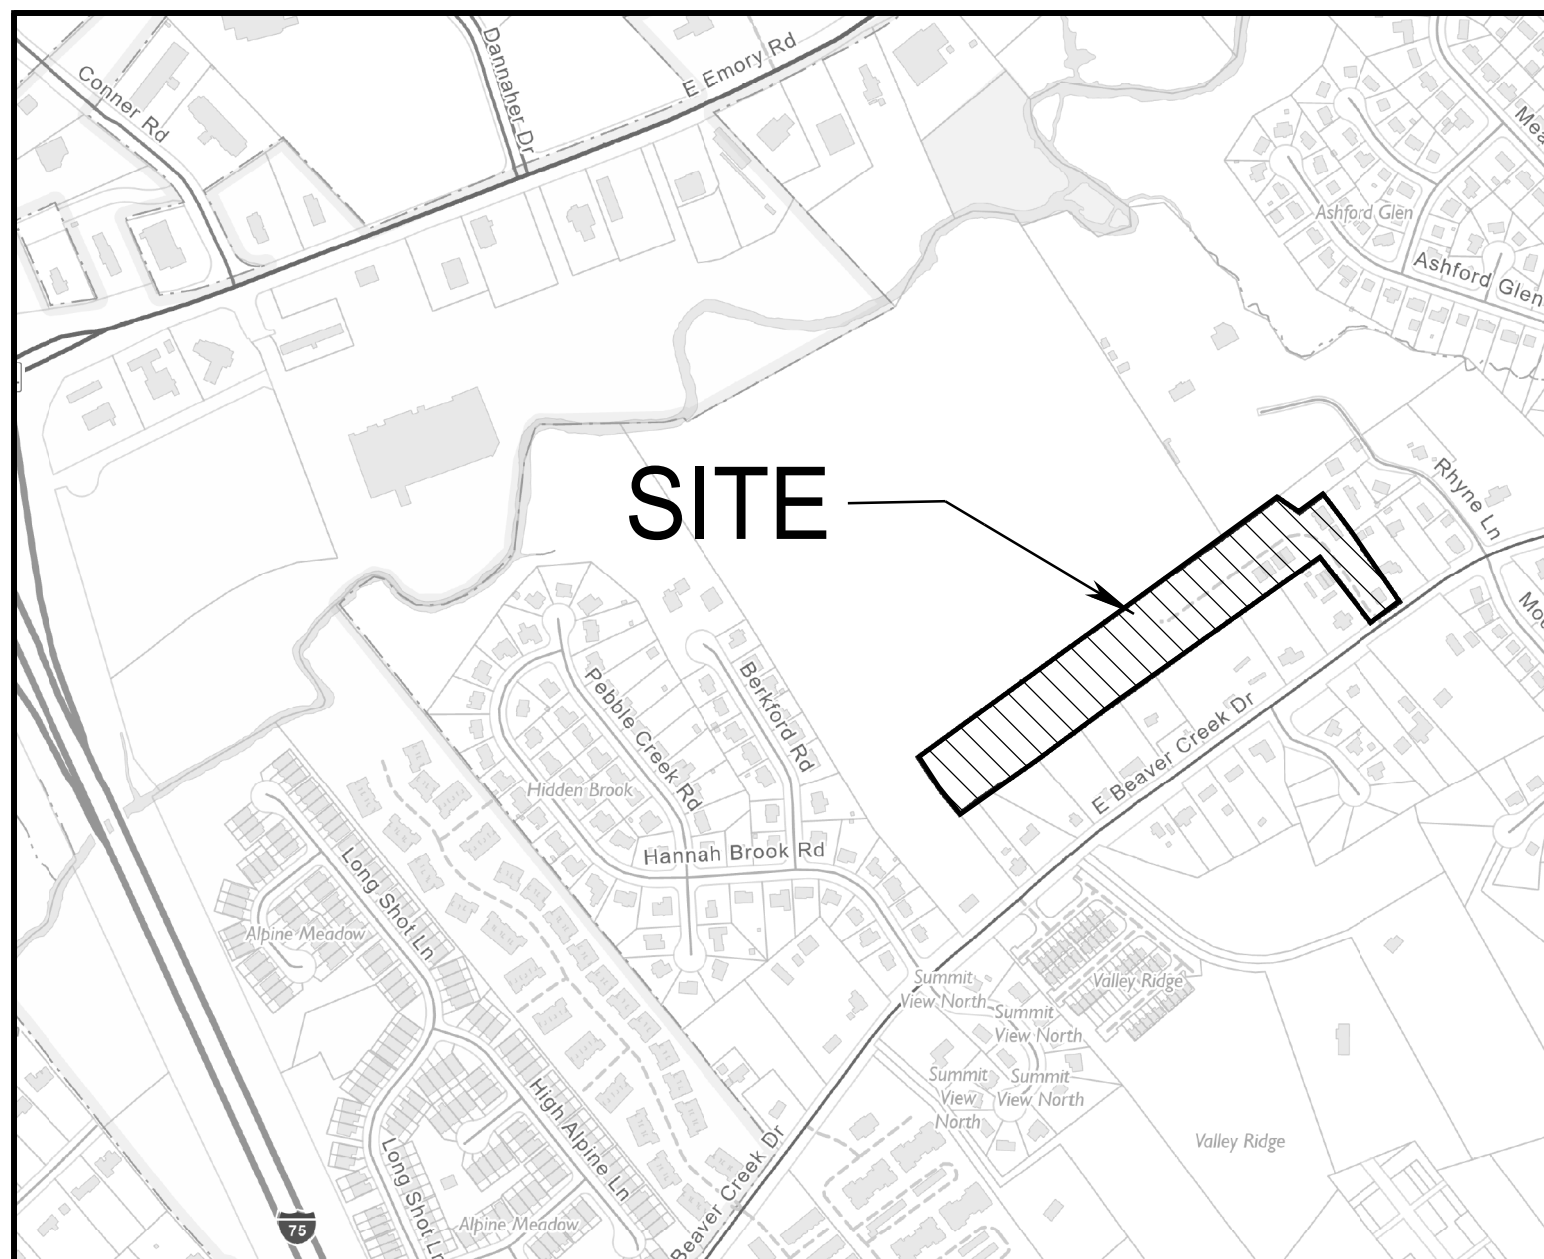 Conner Rd
Dannaher Dr
E Emory Rd
Ashford Glen
Ashford Glen
SITE
Rhyne Ln
Pebble Creek Rd
Berkford Rd
E Beaver Creek Dr
Hidden Brook
Hannah Brook Rd
Long Shot Ln
Alpine Meadow
Summit
View North
Valley Ridge
Summit
View North
Summit
View
North
Summit
View North
High Alpine Ln
Valley Ridge
Long Shot Ln
Beaver Creek Dr
Alpine Meadow
75